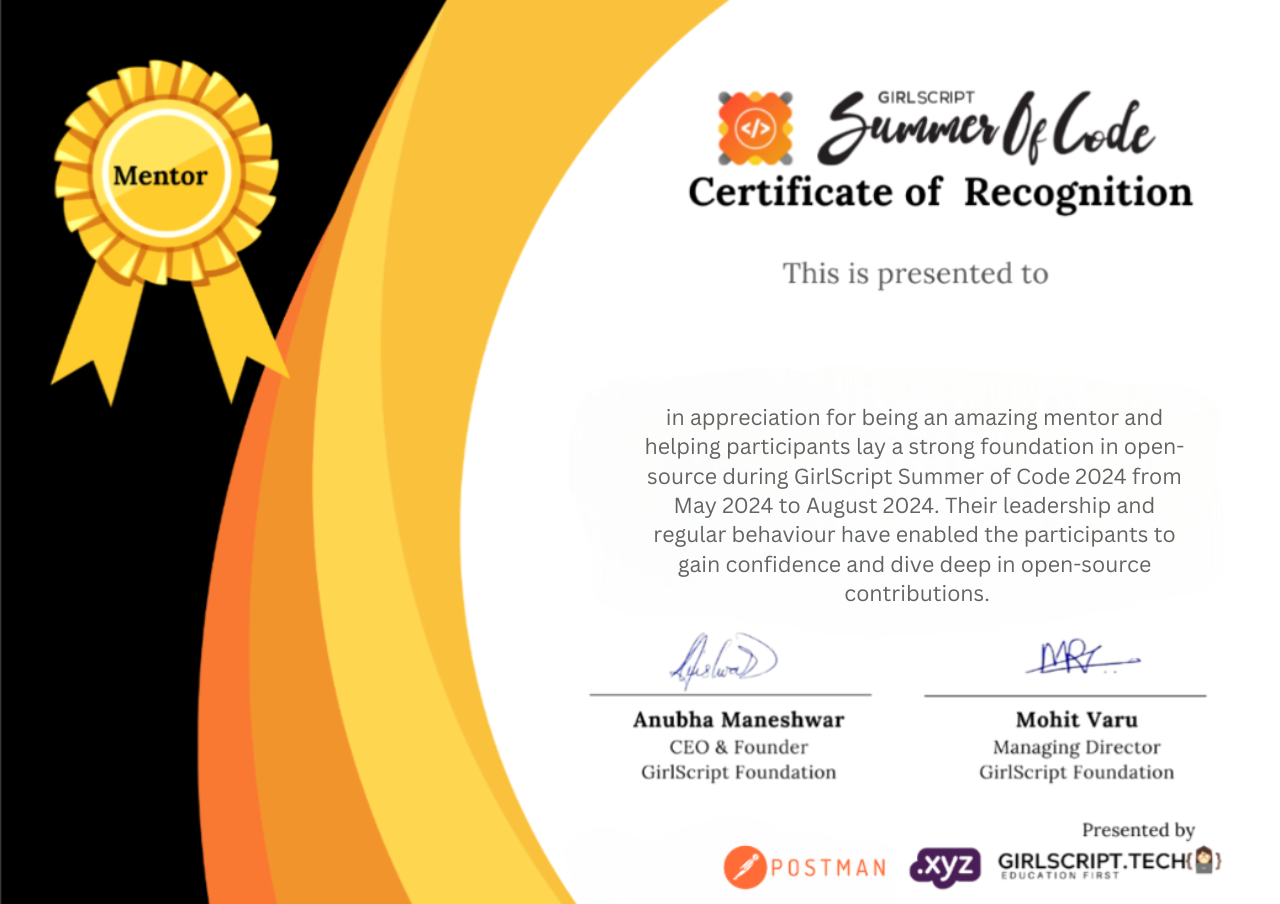 Mentor
GIRLSCRIPT
Summer Of Code
Certificate of Recognition
This is presented to
in appreciation for being an amazing mentor and
helping participants lay a strong foundation in open-
source during GirlScript Summer of Code 2024 from
May 2024 to August 2024. Their leadership and
regular behaviour have enabled the participants to
gain confidence and dive deep in open-source
contributions.
Anubha Maneshwar
CEO & Founder
GirlScript Foundation
Mohit Varu
Managing Director
GirlScript Foundation
Presented by
POSTMAN
.xyz
GIRLSCRIPT.TECH{}
EDUCATION FIRST